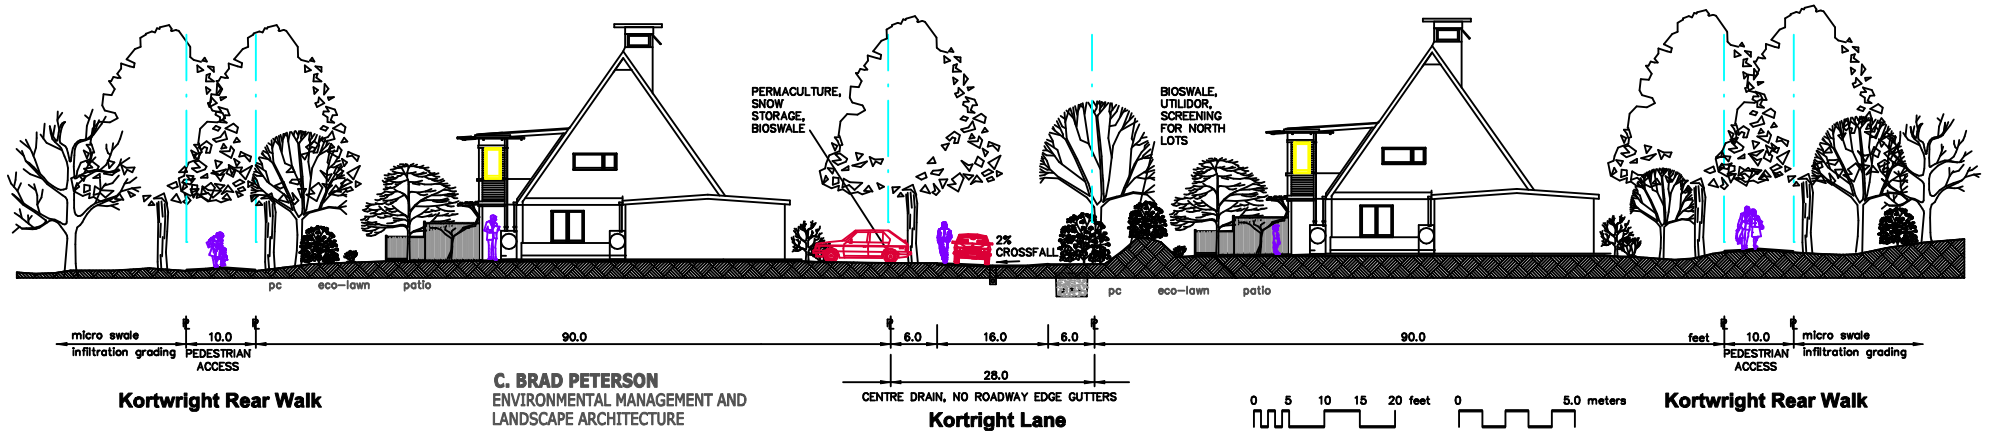 PERMACULTURE,
SNOW
STORAGE,
BIOSWALE
BIOSWALE,
UTILIDOR,
SCREENING
FOR NORTH
LOTS
2%
CROSSFALL
pc eco-lawn patio
pc eco-lawn patio
micro swale
infiltration grading
10.0
PEDESTRIAN
ACCESS
90.0
6.0 16.0 6.0
90.0 feet
10.0
PEDESTRIAN
ACCESS
micro swale
infiltration grading
28.0
CENTRE DRAIN, NO ROADWAY EDGE GUTTERS
Kortwright Rear Walk
C. BRAD PETERSON
ENVIRONMENTAL MANAGEMENT AND
LANDSCAPE ARCHITECTURE
Kortright Lane
0 5 10 15 20 feet
0 5.0 meters
Kortwright Rear Walk